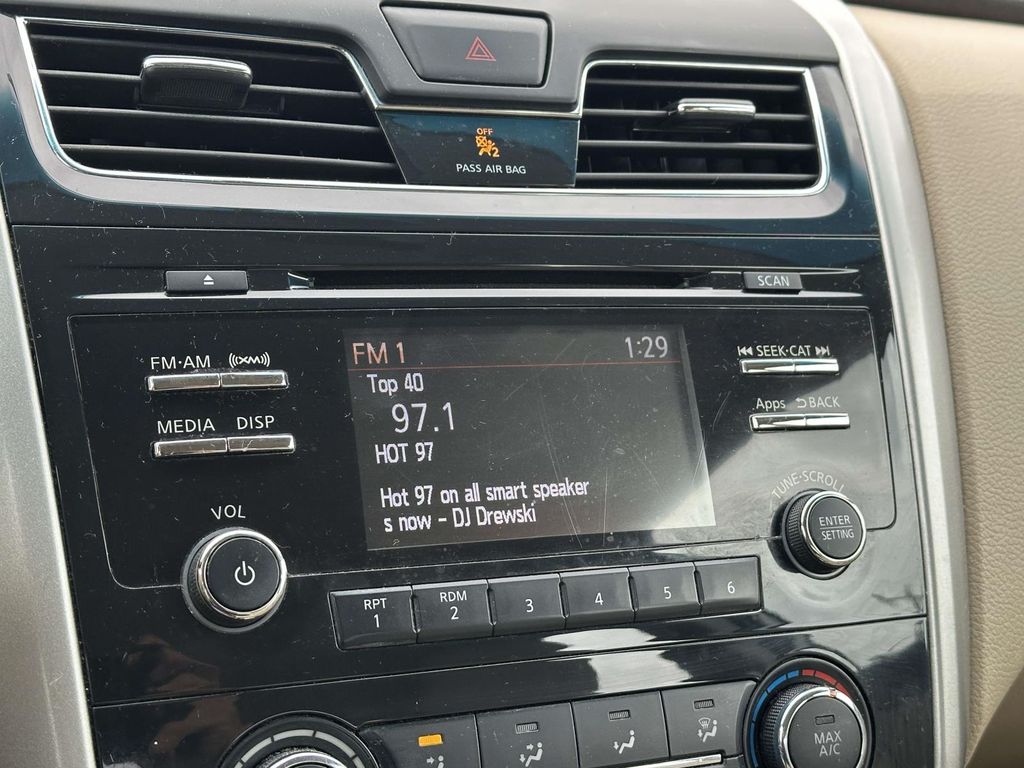 OFF
2
PASS AIR BAG
SCAN
FM·AM
((XM))
FM 1
1:29
SEEK·CAT
Top 40
97.1
HOT 97
Apps
BACK
MEDIA
DISP
Hot 97 on all smart speaker
s now - DJ Drewski
TUNE·SCROLL
VOL
ENTER
SETTING
RPT
1
RDM
2
3
4
5
6
MAX
A/C